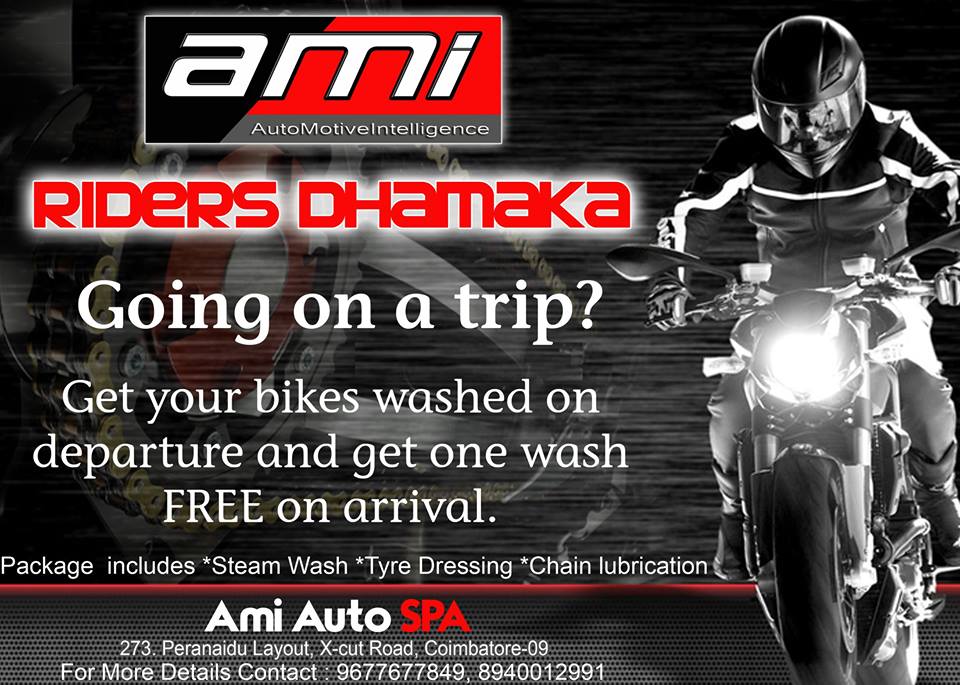 ami
AutoMotiveIntelligence
RIDERS DHAMAKA
Going on a trip?
Get your bikes washed on
departure and get one wash
FREE on arrival.
Package includes *Steam Wash *Tyre Dressing *Chain lubrication
Ami Auto SPA
273. Peranaidu Layout, X-cut Road, Coimbatore-09
For More Details Contact : 9677677849, 8940012991